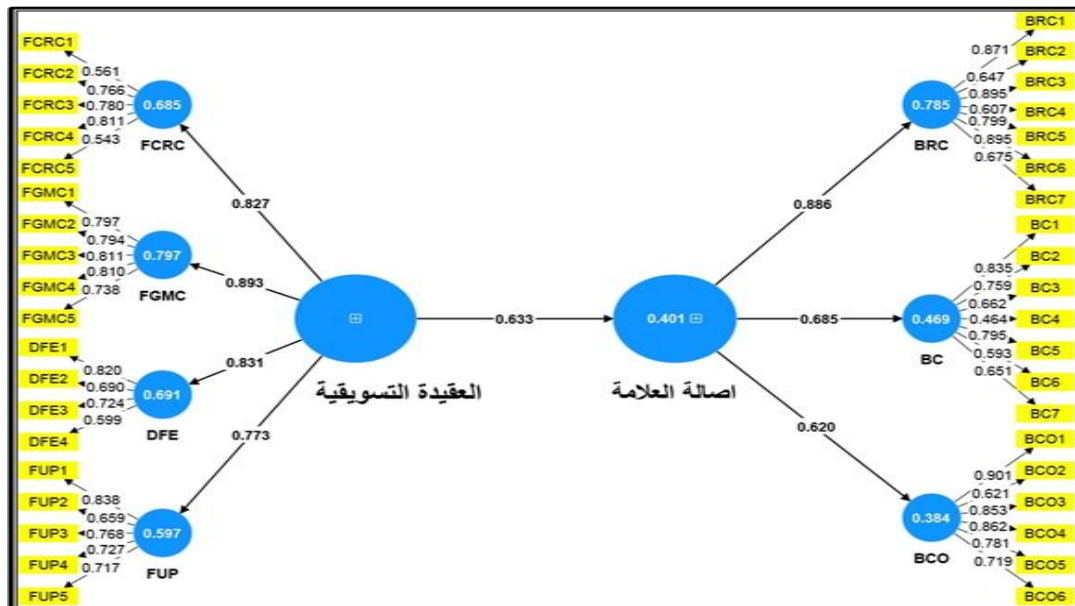 FCRC1
FCRC2
FCRC3
FCRC4
FCRC5
0.561
0.766
0.780
0.811
0.543
0.685
FCRC
FGMC1
FGMC2
FGMC3
FGMC4
FGMC5
0.797
0.794
0.811
0.810
0.738
0.797
FGMC
DFE1
DFE2
DFE3
DFE4
0.820
0.690
0.724
0.599
0.691
DFE
FUP1
FUP2
FUP3
FUP4
FUP5
0.838
0.659
0.768
0.727
0.717
0.597
FUP
0.827
0.893
0.831
0.773
العقيدة التسويقية
0.633
0.401
اصالة العلامة
0.886
0.685
0.620
0.785
BRC
0.871
0.647
0.895
0.607
0.799
0.895
0.675
BRC1
BRC2
BRC3
BRC4
BRC5
BRC6
BRC7
0.469
BC
0.835
0.759
0.662
0.464
0.795
0.593
0.651
BC1
BC2
BC3
BC4
BC5
BC6
BC7
0.384
BCO
0.901
0.621
0.853
0.862
0.781
0.719
BCO1
BCO2
BCO3
BCO4
BCO5
BCO6